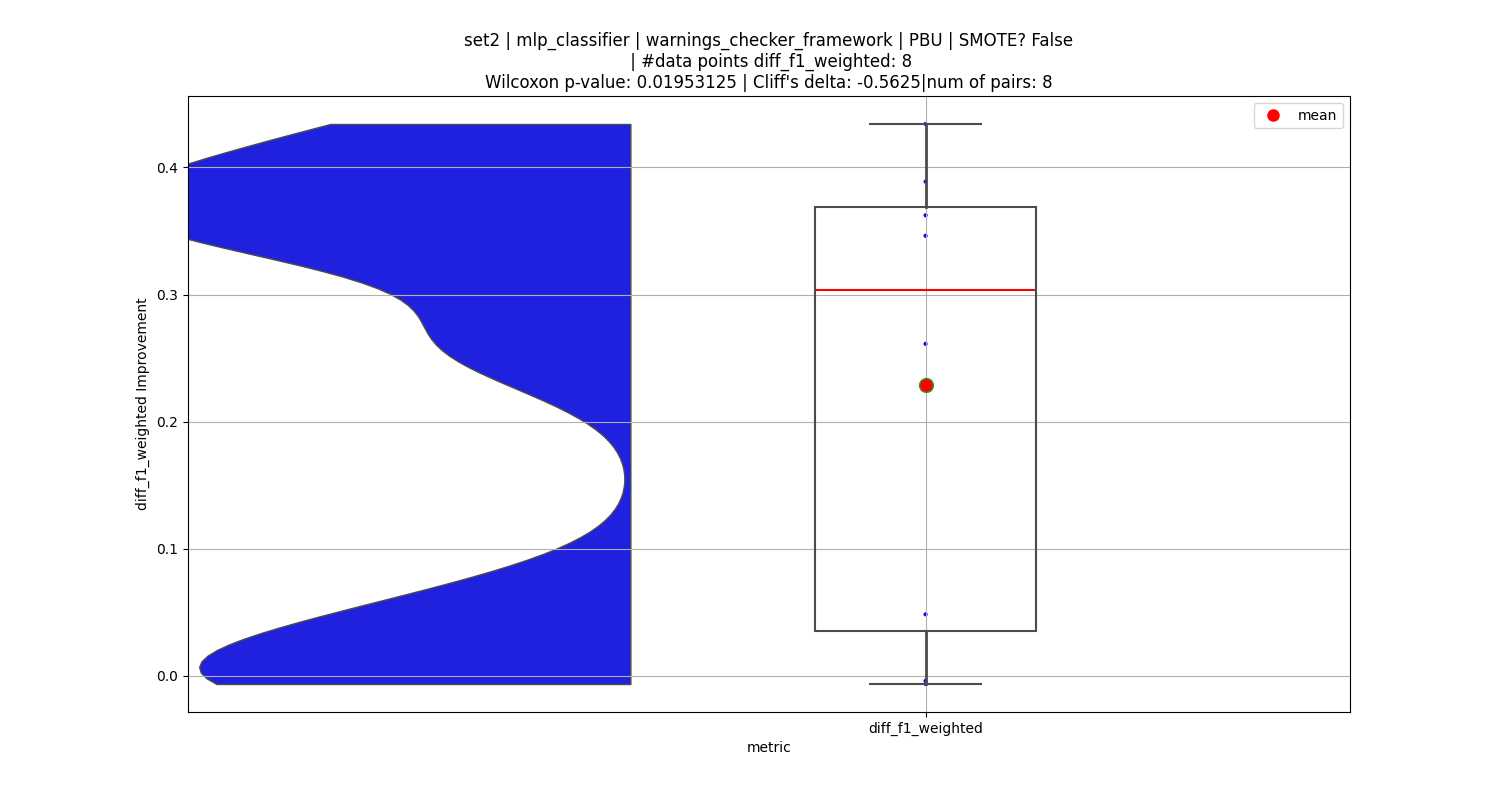 set2 | mlp_classifier | warnings_checker_framework | PBU | SMOTE? False
| #data points diff_f1_weighted: 8
Wilcoxon p-value: 0.01953125 | Cliff's delta: -0.5625|num of pairs: 8
mean
0.4
0.3
0.2
0.1
0.0
diff_f1_weighted Improvement
diff_f1_weighted
metric